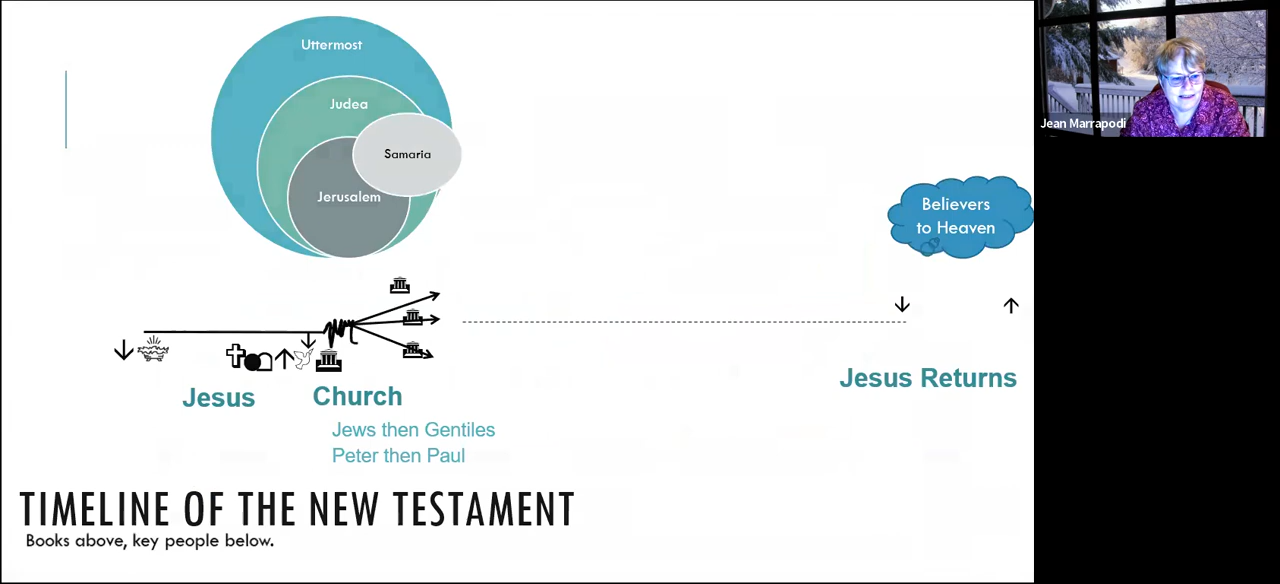 Uttermost
Judea
Samaria
Jerusalem
Jean Marrapodi
Believers
to Heaven
Jesus
Church
Jesus Returns
Jews then Gentiles
Peter then Paul
TIMELINE OF THE NEW TESTAMENT
Books above, key people below.